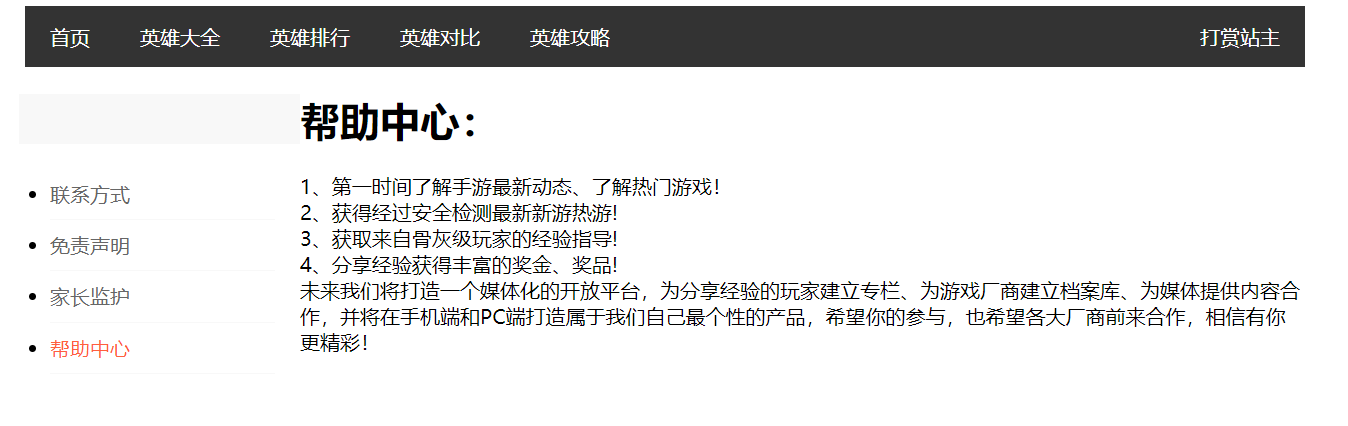 首页 英雄大全 英雄排行 英雄对比 英雄攻略 打赏站主
联系方式
免责声明
家长监护
帮助中心
帮助中心：
1、第一时间了解手游最新动态、了解热门游戏！
2、获得经过安全检测最新新游热游!
3、获取来自骨灰级玩家的经验指导!
4、分享经验获得丰富的奖金、奖品!
未来我们将打造一个媒体化的开放平台，为分享经验的玩家建立专栏、为游戏厂商建立档案库、为媒体提供内容合
作，并将在手机端和PC端打造属于我们自己最个性的产品，希望你的参与，也希望各大厂商前来合作，相信有你
更精彩！